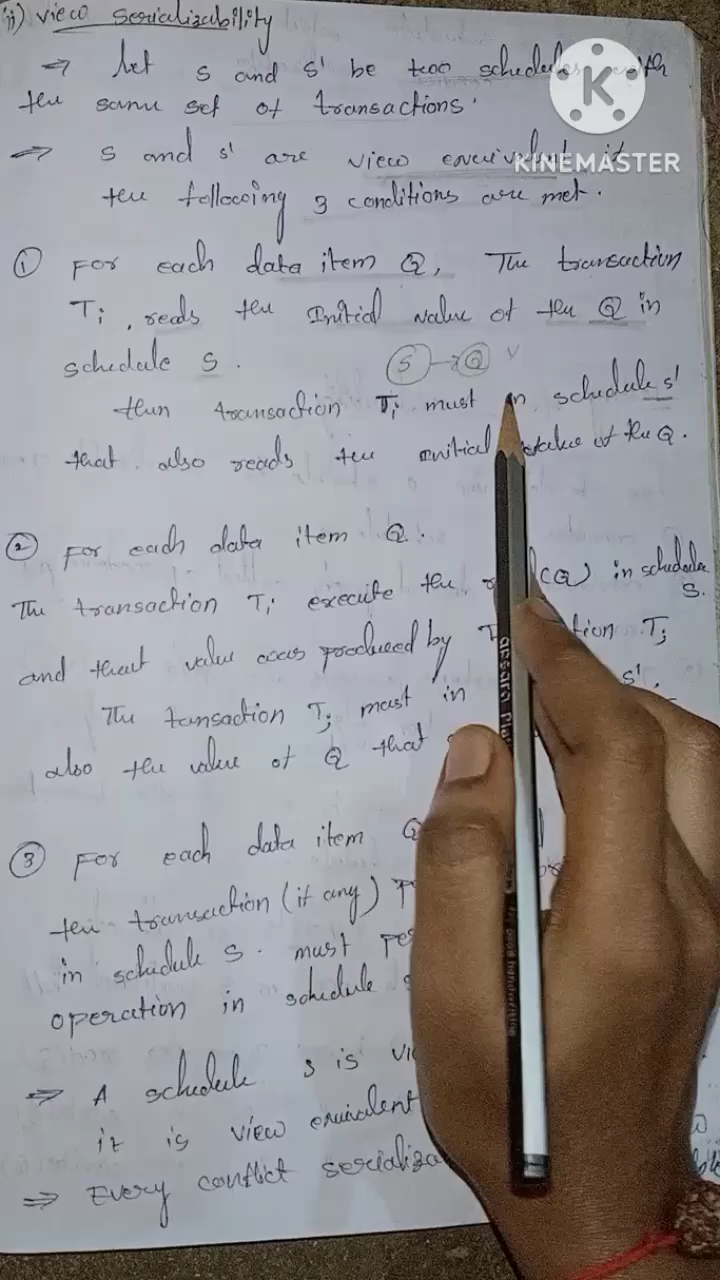 ii) view serializability
⇒ Let S and S' be two schedules with
the same set of transactions.
⇒ S and S' are view equivalent if
the following 3 conditions are met.
① For each data item Q, The transaction
Ti, reads the Initial value of the Q in
schedule S.
S → Q
then transaction Ti must in schedule S'
that also reads the initial value of the Q.
② For each data item Q.
The transaction Ti execute the (Q) in schedule
S.
and that value was produced by Tj
The tansaction Tj must in S'.
also the value of Q that
③ For each data item Q
the transaction (if any)
in schedule S. must
operation in schedule
⇒ A schedule S is
it is view equivalent
⇒ Every conflict
K
KINEMASTER
apsara